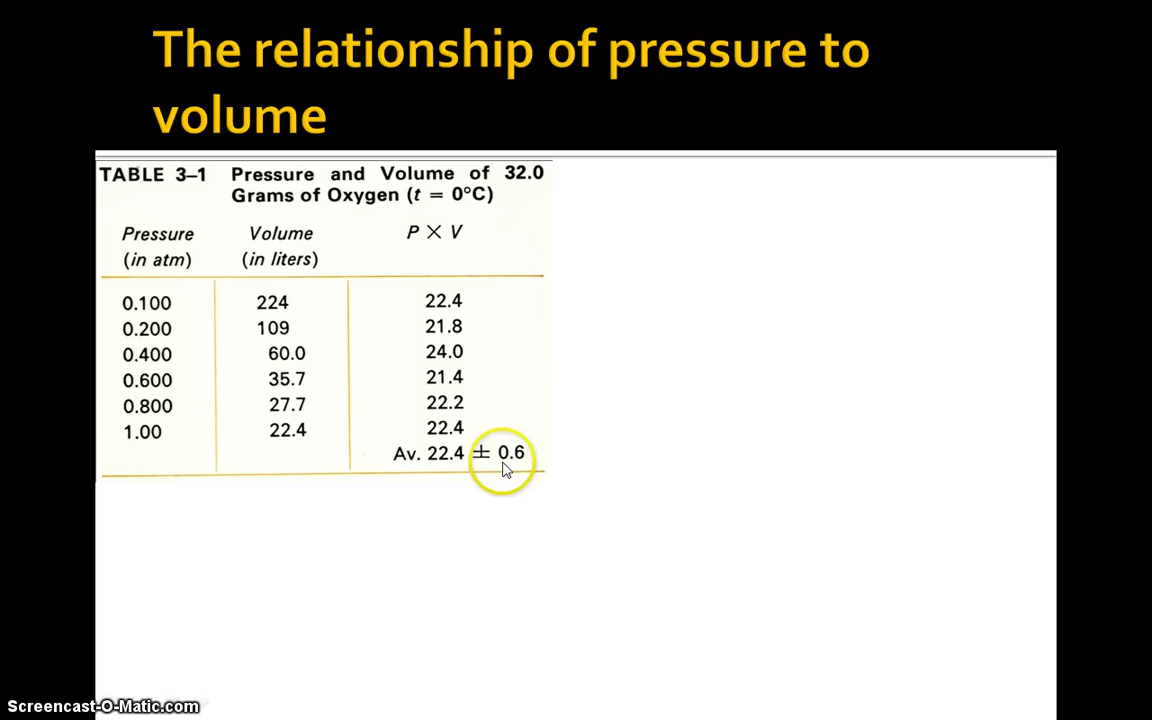 The relationship of pressure to
volume
TABLE 3–1 Pressure and Volume of 32.0
Grams of Oxygen (t = 0°C)
Pressure Volume P × V
(in atm) (in liters)
0.100 224 22.4
0.200 109 21.8
0.400 60.0 24.0
0.600 35.7 21.4
0.800 27.7 22.2
1.00 22.4 22.4
Av. 22.4 ± 0.6
Screencast-O-Matic.com